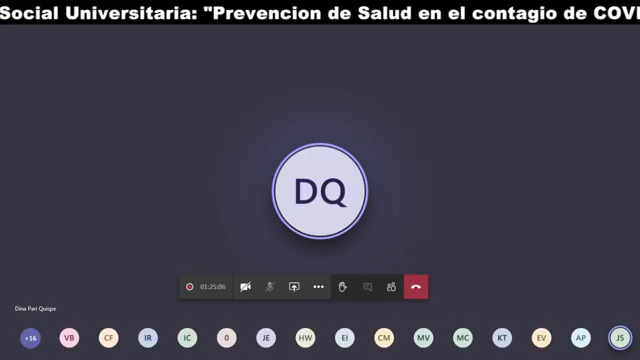 Social Universitaria: "Prevencion de Salud en el contagio de COVI
DQ
01:25:06
Dina Pari Quispe
+16 VB CF IR IC 0 JE HW EI CM MV MC KT EV AP JS